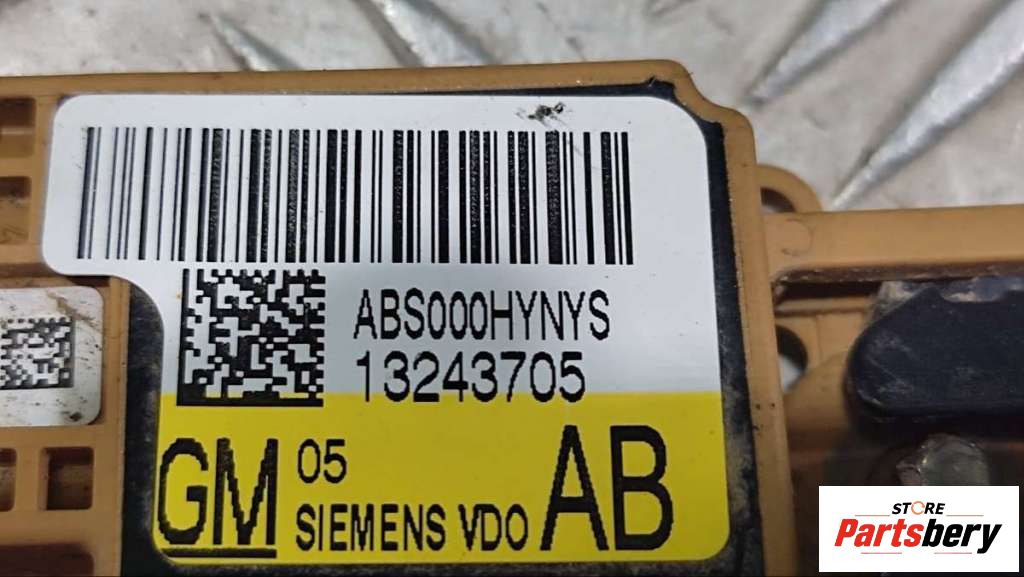 ABS000HYNYS
13243705
GM 05 SIEMENS VDO AB
STORE
Partsbery